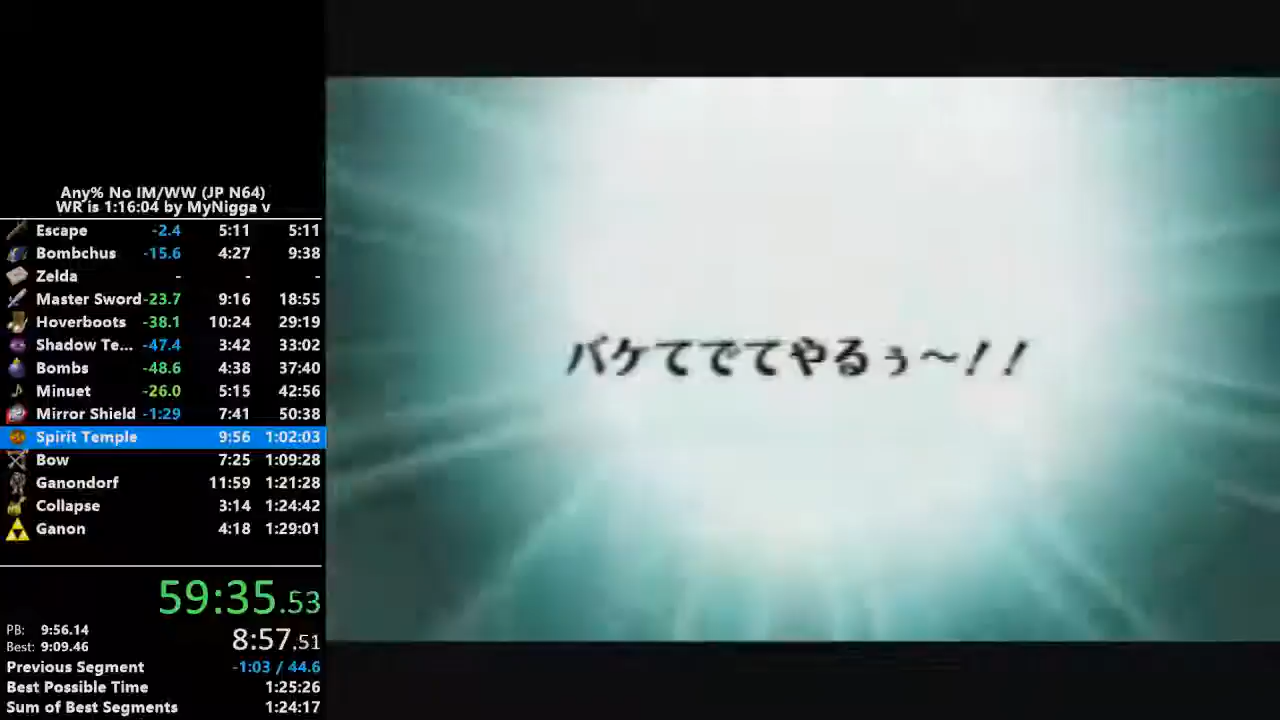 Any% No IM/WW (JP N64)
WR is 1:16:04 by MyNigga v
Escape -2.4 5:11 5:11
Bombchus -15.6 4:27 9:38
Zelda - - -
Master Sword -23.7 9:16 18:55
Hoverboots -38.1 10:24 29:19
Shadow Te... -47.4 3:42 33:02
Bombs -48.6 4:38 37:40
Minuet -26.0 5:15 42:56
Mirror Shield -1:29 7:41 50:38
Spirit Temple 9:56 1:02:03
Bow 7:25 1:09:28
Ganondorf 11:59 1:21:28
Collapse 3:14 1:24:42
Ganon 4:18 1:29:01
59:35.53
PB: 9:56.14
Best: 9:09.46
8:57.51
Previous Segment -1:03 / 44.6
Best Possible Time 1:25:26
Sum of Best Segments 1:24:17
バケてでてやるぅ~!!